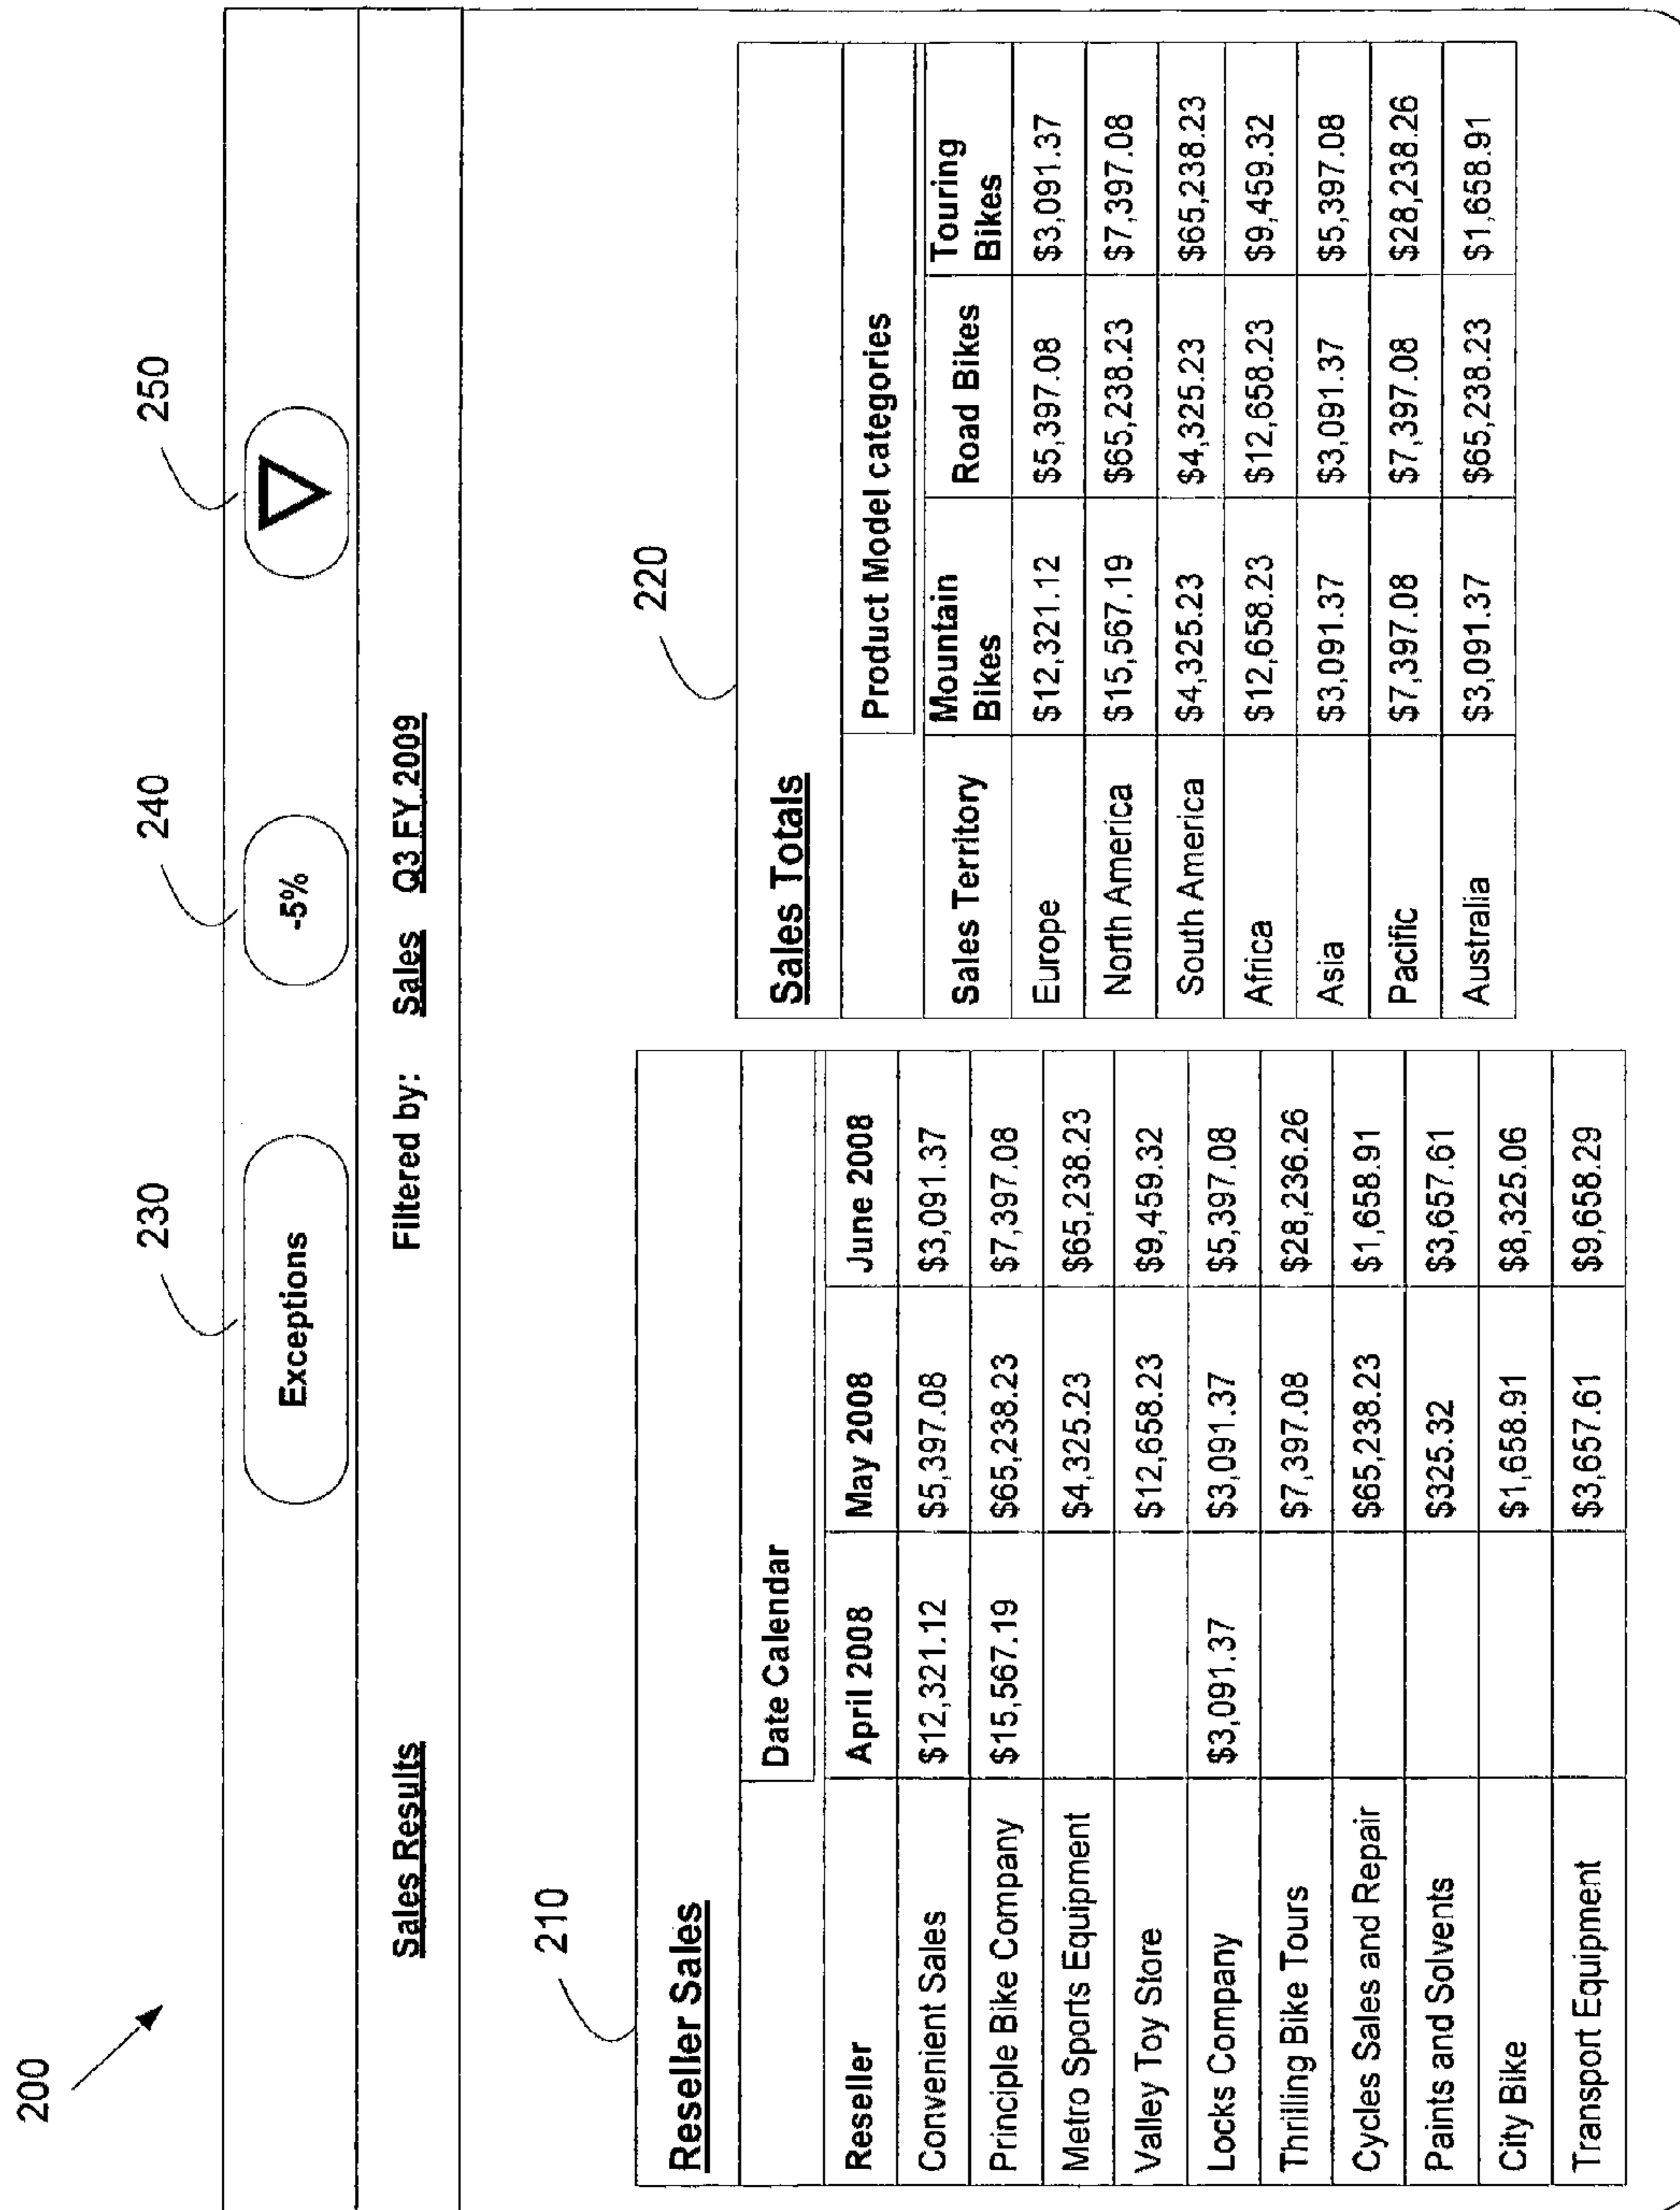 200
230
240
250
Exceptions
-5%
Sales Results
Filtered by: Sales Q3 FY 2009
210
Reseller Sales
Date Calendar
Reseller April 2008 May 2008 June 2008
Convenient Sales $12,321.12 $5,397.08 $3,091.37
Principle Bike Company $15,567.19 $65,238.23 $7,397.08
Metro Sports Equipment $4,325.23 $65,238.23
Valley Toy Store $12,658.23 $9,459.32
Locks Company $3,091.37 $3,091.37 $5,397.08
Thrilling Bike Tours $7,397.08 $28,236.26
Cycles Sales and Repair $65,238.23 $1,658.91
Paints and Solvents $325.32 $3,657.61
City Bike $1,658.91 $8,325.06
Transport Equipment $3,657.61 $9,658.29
220
Sales Totals
Product Model categories
Sales Territory Mountain Bikes Road Bikes Touring Bikes
Europe $12,321.12 $5,397.08 $3,091.37
North America $15,567.19 $65,238.23 $7,397.08
South America $4,325.23 $4,325.23 $65,238.23
Africa $12,658.23 $12,658.23 $9,459.32
Asia $3,091.37 $3,091.37 $5,397.08
Pacific $7,397.08 $7,397.08 $28,238.26
Australia $3,091.37 $65,238.23 $1,658.91